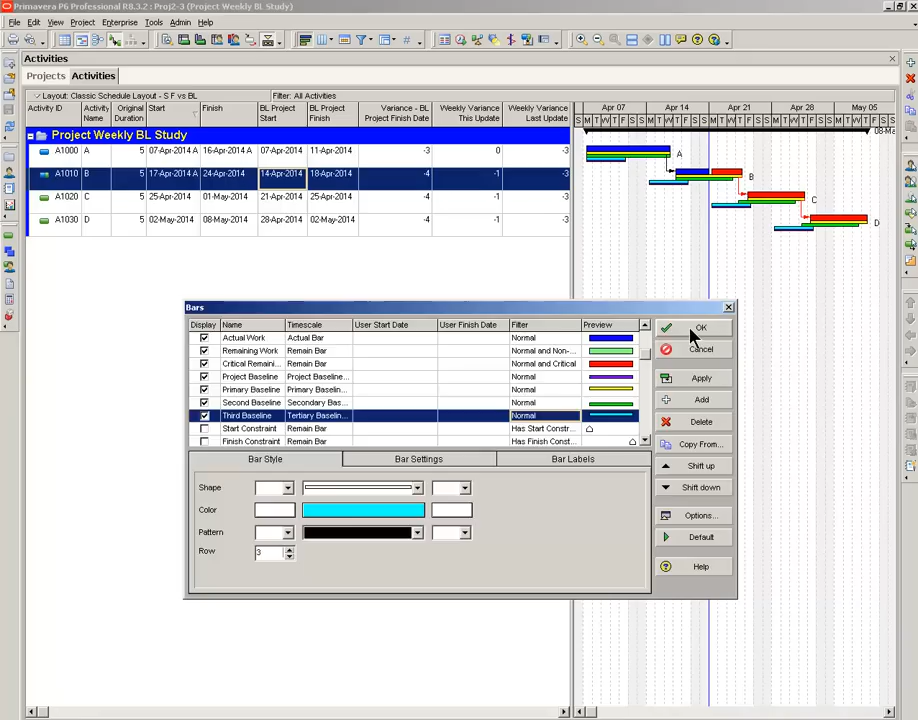 Primavera P6 Professional R8.3.2 : Proj2-3 (Project Weekly BL Study)
File Edit View Project Enterprise Tools Admin Help
Activities
Projects Activities
Layout: Classic Schedule Layout - S F vs BL Filter: All Activities
Activity ID Activity Name Original Duration Start Finish BL Project Start BL Project Finish Variance - BL Project Finish Date Weekly Variance This Update Weekly Variance Last Update
Apr 07 Apr 14 Apr 21 Apr 28 May 05
S M T W T F S S M T W T F S S M T W T F S S M T W T F S S M T W T F S
Project Weekly BL Study
08-Ma
A1000 A 5 07-Apr-2014 A 16-Apr-2014 A 07-Apr-2014 11-Apr-2014 -3 0 -3
A
A1010 B 5 17-Apr-2014 A 24-Apr-2014 14-Apr-2014 18-Apr-2014 -4 -1 -3
B
A1020 C 5 25-Apr-2014 01-May-2014 21-Apr-2014 25-Apr-2014 -4 -1 -3
C
A1030 D 5 02-May-2014 08-May-2014 28-Apr-2014 02-May-2014 -4 -1 -3
D
Bars
Display Name Timescale User Start Date User Finish Date Filter Preview
Actual Work Actual Bar Normal
Remaining Work Remain Bar Normal and Non-...
Critical Remaini... Remain Bar Normal and Critical
Project Baseline Project Baseline... Normal
Primary Baseline Primary Baselin... Normal
Second Baseline Secondary Bas... Normal
Third Baseline Tertiary Baselin... Normal
Start Constraint Remain Bar Has Start Constr...
Finish Constraint Remain Bar Has Finish Const...
OK
Cancel
Apply
Add
Delete
Copy From...
Shift up
Shift down
Options...
Default
Help
Bar Style Bar Settings Bar Labels
Shape
Color
Pattern
Row 3